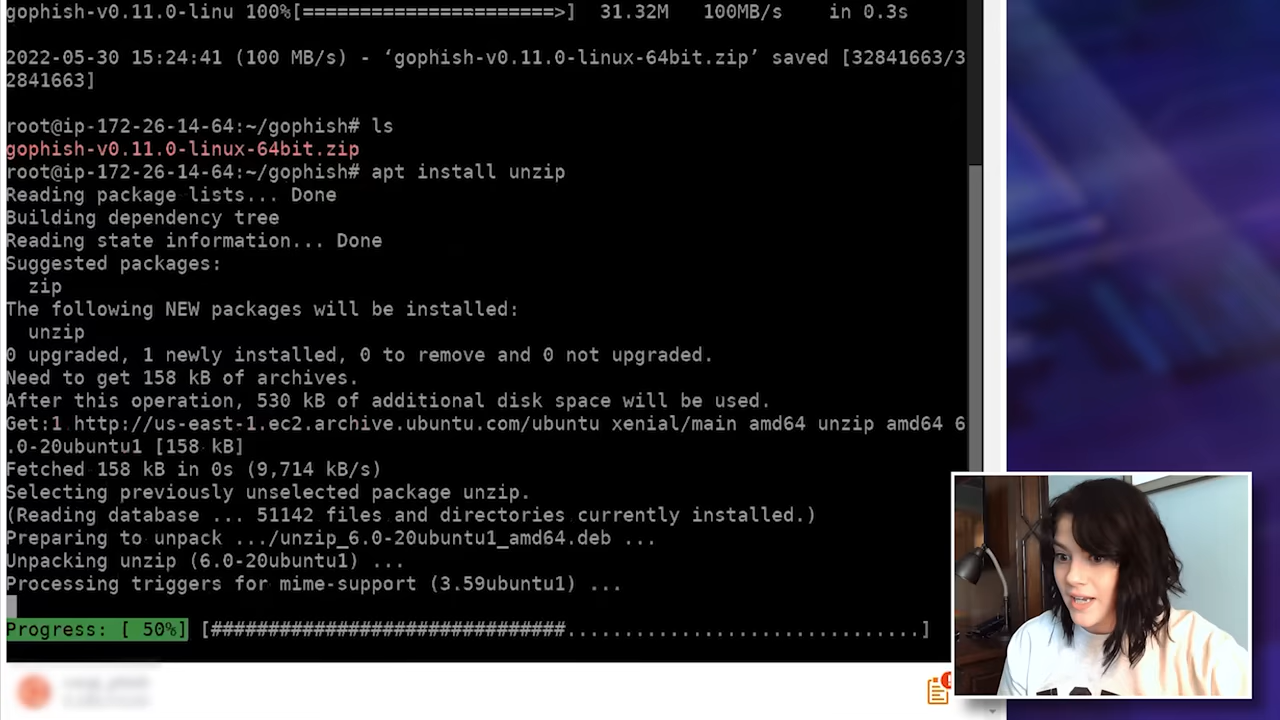 gophish-v0.11.0-linu 100%[======================>] 31.32M 100MB/s in 0.3s
2022-05-30 15:24:41 (100 MB/s) - ‘gophish-v0.11.0-linux-64bit.zip’ saved [32841663/3
2841663]
root@ip-172-26-14-64:~/gophish# ls
gophish-v0.11.0-linux-64bit.zip
root@ip-172-26-14-64:~/gophish# apt install unzip
Reading package lists... Done
Building dependency tree
Reading state information... Done
Suggested packages:
zip
The following NEW packages will be installed:
unzip
0 upgraded, 1 newly installed, 0 to remove and 0 not upgraded.
Need to get 158 kB of archives.
After this operation, 530 kB of additional disk space will be used.
Get:1 http://us-east-1.ec2.archive.ubuntu.com/ubuntu xenial/main amd64 unzip amd64 6
.0-20ubuntu1 [158 kB]
Fetched 158 kB in 0s (9,714 kB/s)
Selecting previously unselected package unzip.
(Reading database ... 51142 files and directories currently installed.)
Preparing to unpack .../unzip_6.0-20ubuntu1_amd64.deb ...
Unpacking unzip (6.0-20ubuntu1) ...
Processing triggers for mime-support (3.59ubuntu1) ...
Progress: [ 50%] [###############################...............................]